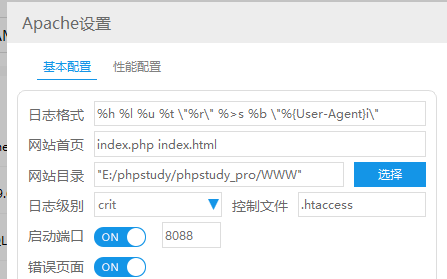 Apache设置
基本配置 性能配置
日志格式 %h %l %u %t \"%r\" %>s %b \"%{User-Agent}i\"
网站首页 index.php index.html
网站目录 "E:/phpstudy/phpstudy_pro/WWW" 选择
日志级别 crit 控制文件 .htaccess
启动端口 ON 8088
错误页面 ON